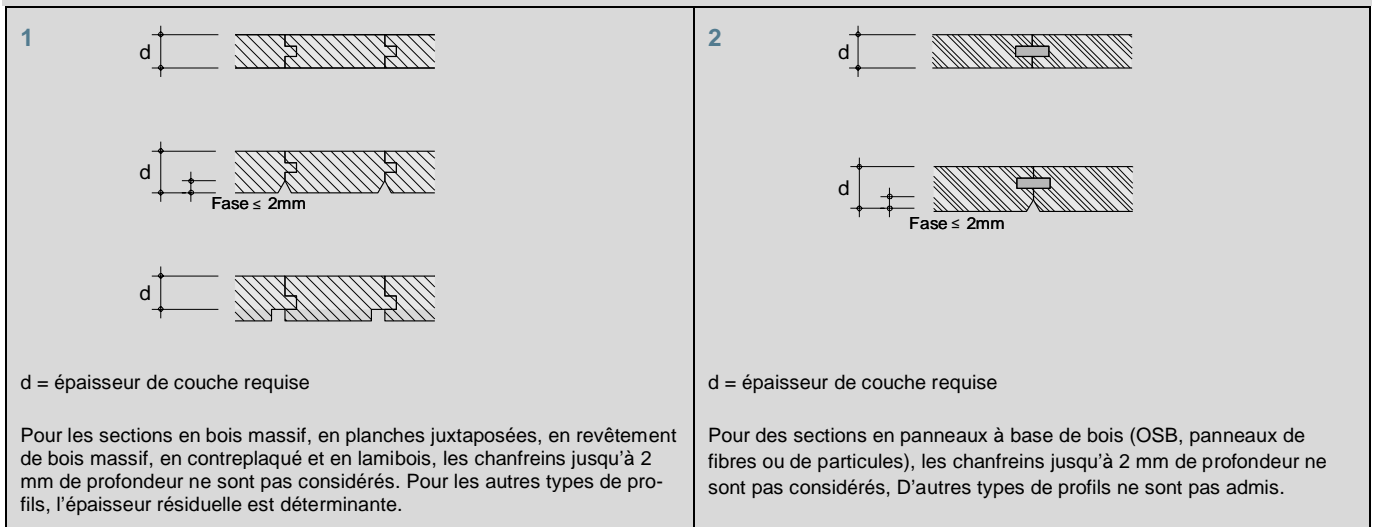 1
d
d
Fase ≤ 2mm
d
d = épaisseur de couche requise
Pour les sections en bois massif, en planches juxtaposées, en revêtement
de bois massif, en contreplaqué et en lamibois, les chanfreins jusqu'à 2
mm de profondeur ne sont pas considérés. Pour les autres types de pro-
fils, l'épaisseur résiduelle est déterminante.
2
d
d
Fase ≤ 2mm
d = épaisseur de couche requise
Pour des sections en panneaux à base de bois (OSB, panneaux de
fibres ou de particules), les chanfreins jusqu'à 2 mm de profondeur ne
sont pas considérés, D'autres types de profils ne sont pas admis.